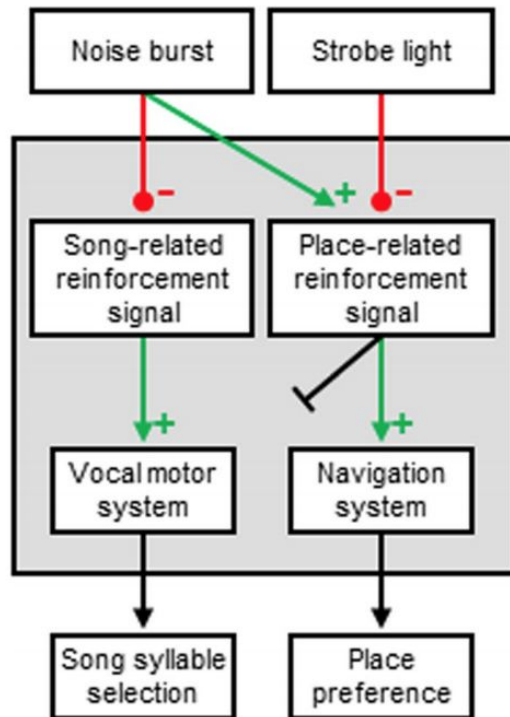 Noise burst
Strobe light
-
+
-
Song-related
reinforcement
signal
Place-related
reinforcement
signal
+
+
Vocal motor
system
Navigation
system
Song syllable
selection
Place
preference